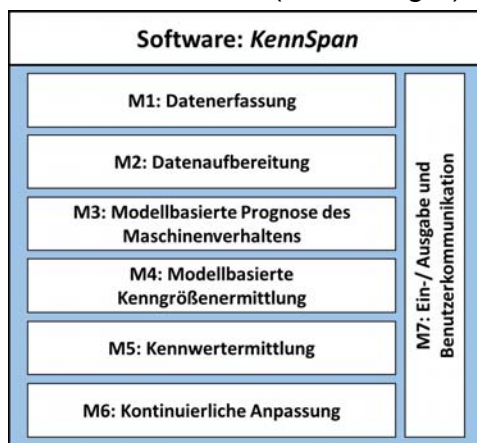 Software: KennSpan
M1: Datenerfassung
M2: Datenaufbereitung
M3: Modellbasierte Prognose des
Maschinenverhaltens
M4: Modellbasierte
Kenngrößenermittlung
M5: Kennwertermittlung
M6: Kontinuierliche Anpassung
M7: Ein-/ Ausgabe und
Benutzerkommunikation